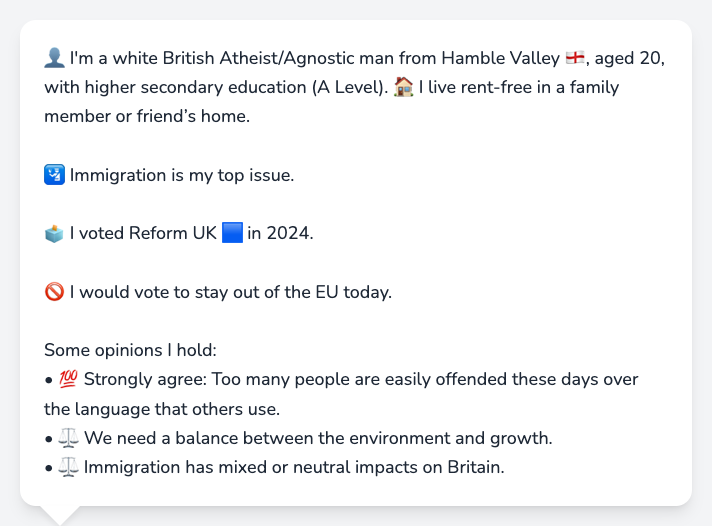 👤 I'm a white British Atheist/Agnostic man from Hamble Valley 🏴󠁧󠁢󠁥󠁮󠁧󠁿, aged 20,
with higher secondary education (A Level). 🏠 I live rent-free in a family
member or friend’s home.
🛂 Immigration is my top issue.
🗳️ I voted Reform UK 🟦 in 2024.
🚫 I would vote to stay out of the EU today.
Some opinions I hold:
• 💯 Strongly agree: Too many people are easily offended these days over
the language that others use.
• ⚖️ We need a balance between the environment and growth.
• ⚖️ Immigration has mixed or neutral impacts on Britain.